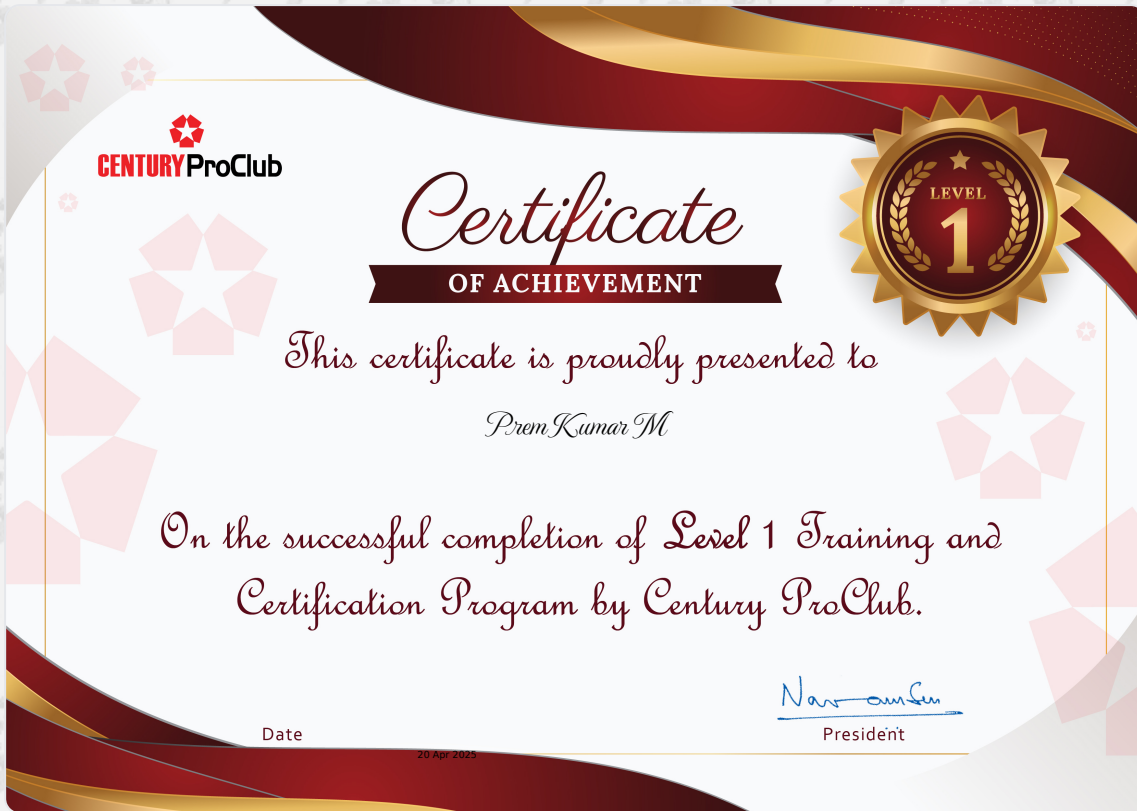 CENTURY ProClub
LEVEL
1
Certificate
OF ACHIEVEMENT
This certificate is proudly presented to
Prem Kumar M
On the successful completion of Level 1 Training and
Certification Program by Century ProClub.
Date
President
20 Apr 2025